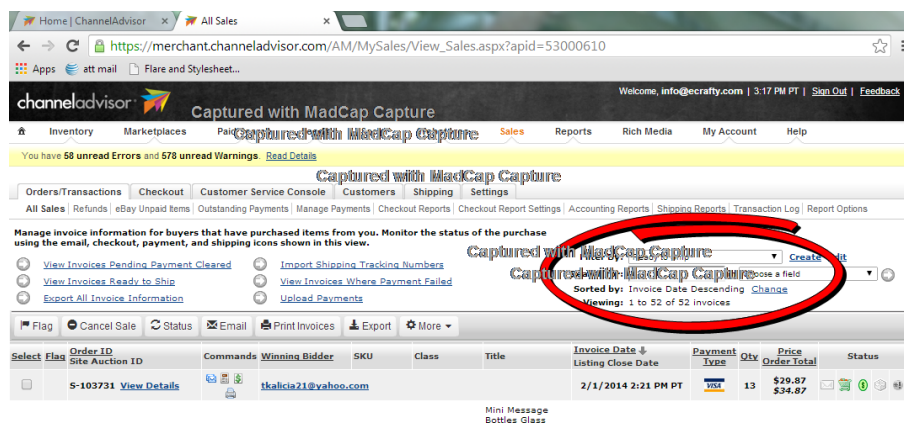 Home | ChannelAdvisor x All Sales x
https://merchant.channeladvisor.com/AM/MySales/View_Sales.aspx?apid=53000610
Apps att mail Flare and Stylesheet...
channeladvisor
Welcome, info@ecrafty.com | 3:17 PM PT | Sign Out | Feedback
Captured with MadCap Capture
Inventory Marketplaces Sales Reports Rich Media My Account Help
Captured with MadCap Capture
You have 58 unread Errors and 578 unread Warnings. Read Details
Captured with MadCap Capture
Orders/Transactions Checkout Customer Service Console Customers Shipping Settings
All Sales Refunds eBay Unpaid Items Outstanding Payments Manage Payments Checkout Reports Checkout Report Settings Accounting Reports Shipping Reports Transaction Log Report Options
Manage invoice information for buyers that have purchased items from you. Monitor the status of the purchase
using the email, checkout, payment, and shipping icons shown in this view.
Captured with MadCap Capture
Filter By: Ready to Ship Create Edit
View Invoices Pending Payment Cleared Import Shipping Tracking Numbers
Captured with MadCap Capture
choose a field
View Invoices Ready to Ship View Invoices Where Payment Failed
Sorted by: Invoice Date Descending Change
Export All Invoice Information Upload Payments
Viewing: 1 to 52 of 52 invoices
Flag Cancel Sale Status Email Print Invoices Export More
Select Flag Order ID Site Auction ID Commands Winning Bidder SKU Class Title Invoice Date Listing Close Date Payment Type Qty Price Order Total Status
S-103731 View Details tkalicia21@yahoo.com 2/1/2014 2:21 PM PT VISA 13 $29.87
$34.87
Mini Message
Bottles Glass